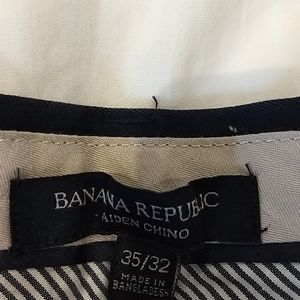 BANANA REPUBLIC
AIDEN CHINO
35/32
MADE IN
BANGLADESH